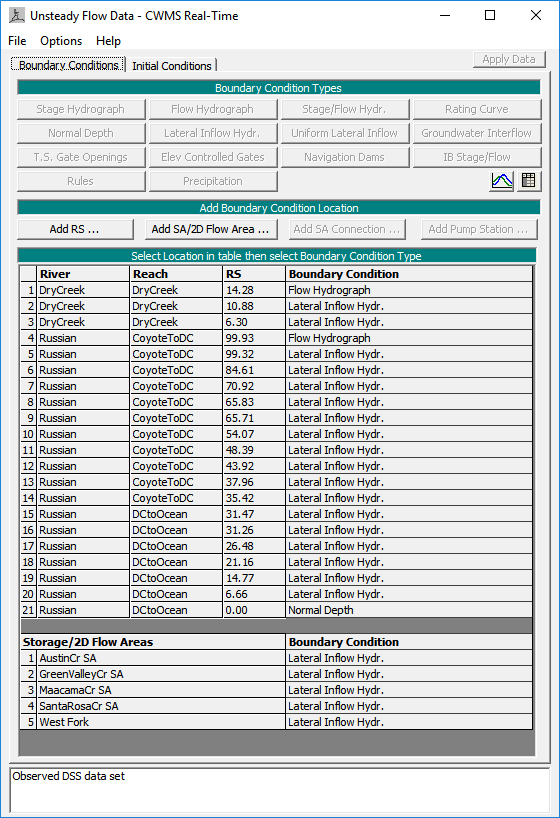 Unsteady Flow Data - CWMS Real-Time
File Options Help
Boundary Conditions Initial Conditions Apply Data
Boundary Condition Types
Stage Hydrograph Flow Hydrograph Stage/Flow Hydr. Rating Curve
Normal Depth Lateral Inflow Hydr. Uniform Lateral Inflow Groundwater Interflow
T.S. Gate Openings Elev Controlled Gates Navigation Dams IB Stage/Flow
Rules Precipitation
Add Boundary Condition Location
Add RS ... Add SA/2D Flow Area ... Add SA Connection ... Add Pump Station ...
Select Location in table then select Boundary Condition Type
River Reach RS Boundary Condition
1 DryCreek DryCreek 14.28 Flow Hydrograph
2 DryCreek DryCreek 10.88 Lateral Inflow Hydr.
3 DryCreek DryCreek 6.30 Lateral Inflow Hydr.
4 Russian CoyoteToDC 99.93 Flow Hydrograph
5 Russian CoyoteToDC 99.32 Lateral Inflow Hydr.
6 Russian CoyoteToDC 84.61 Lateral Inflow Hydr.
7 Russian CoyoteToDC 70.92 Lateral Inflow Hydr.
8 Russian CoyoteToDC 65.83 Lateral Inflow Hydr.
9 Russian CoyoteToDC 65.71 Lateral Inflow Hydr.
10 Russian CoyoteToDC 54.07 Lateral Inflow Hydr.
11 Russian CoyoteToDC 48.39 Lateral Inflow Hydr.
12 Russian CoyoteToDC 43.92 Lateral Inflow Hydr.
13 Russian CoyoteToDC 37.96 Lateral Inflow Hydr.
14 Russian CoyoteToDC 35.42 Lateral Inflow Hydr.
15 Russian DCtoOcean 31.47 Lateral Inflow Hydr.
16 Russian DCtoOcean 31.26 Lateral Inflow Hydr.
17 Russian DCtoOcean 26.48 Lateral Inflow Hydr.
18 Russian DCtoOcean 21.16 Lateral Inflow Hydr.
19 Russian DCtoOcean 14.77 Lateral Inflow Hydr.
20 Russian DCtoOcean 6.66 Lateral Inflow Hydr.
21 Russian DCtoOcean 0.00 Normal Depth
Storage/2D Flow Areas Boundary Condition
1 AustinCr SA Lateral Inflow Hydr.
2 GreenValleyCr SA Lateral Inflow Hydr.
3 MaacamaCr SA Lateral Inflow Hydr.
4 SantaRosaCr SA Lateral Inflow Hydr.
5 West Fork Lateral Inflow Hydr.
Observed DSS data set